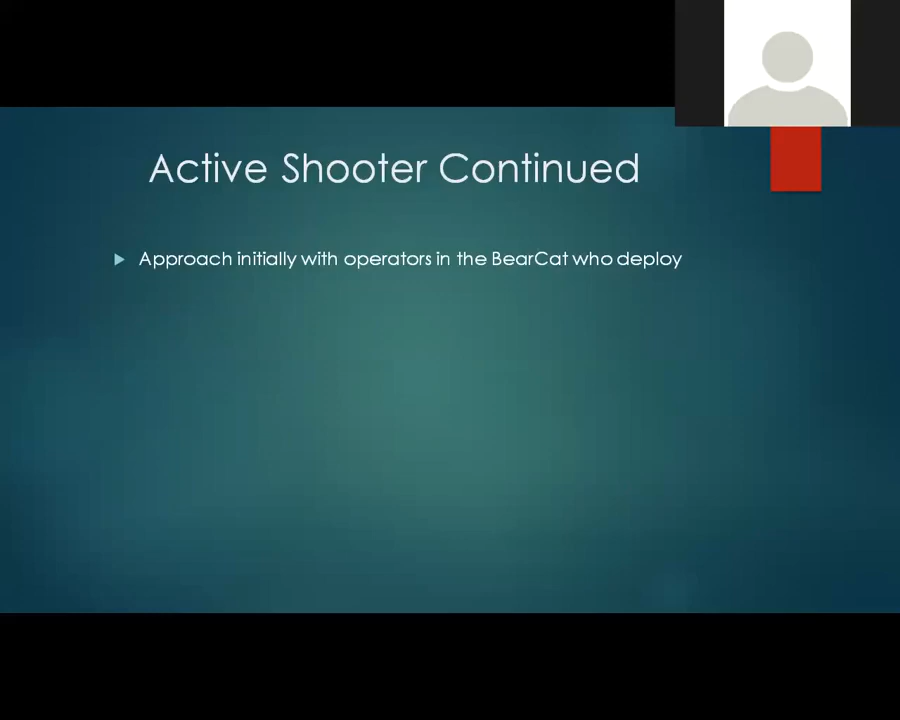 Active Shooter Continued
Approach initially with operators in the BearCat who deploy